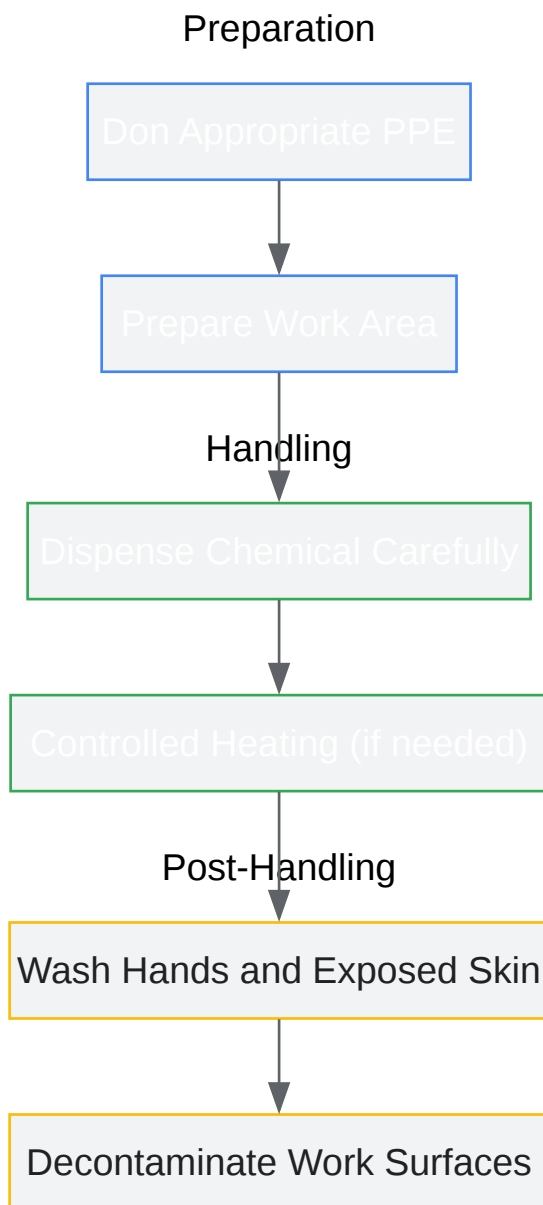 Preparation
Don Appropriate PPE
Prepare Work Area
Handling
Dispense Chemical Carefully
Controlled Heating (if needed)
Post-Handling
Wash Hands and Exposed Skin
Decontaminate Work Surfaces